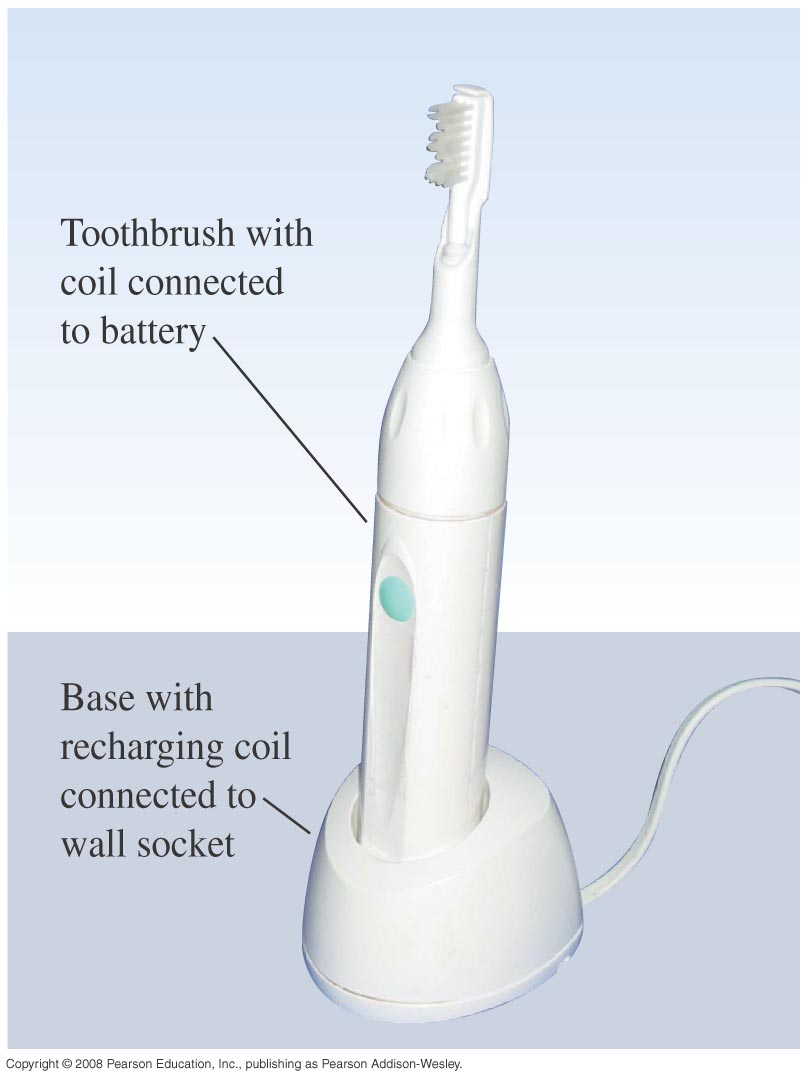 Toothbrush with
coil connected
to battery
Base with
recharging coil
connected to
wall socket
Copyright © 2008 Pearson Education, Inc., publishing as Pearson Addison-Wesley.